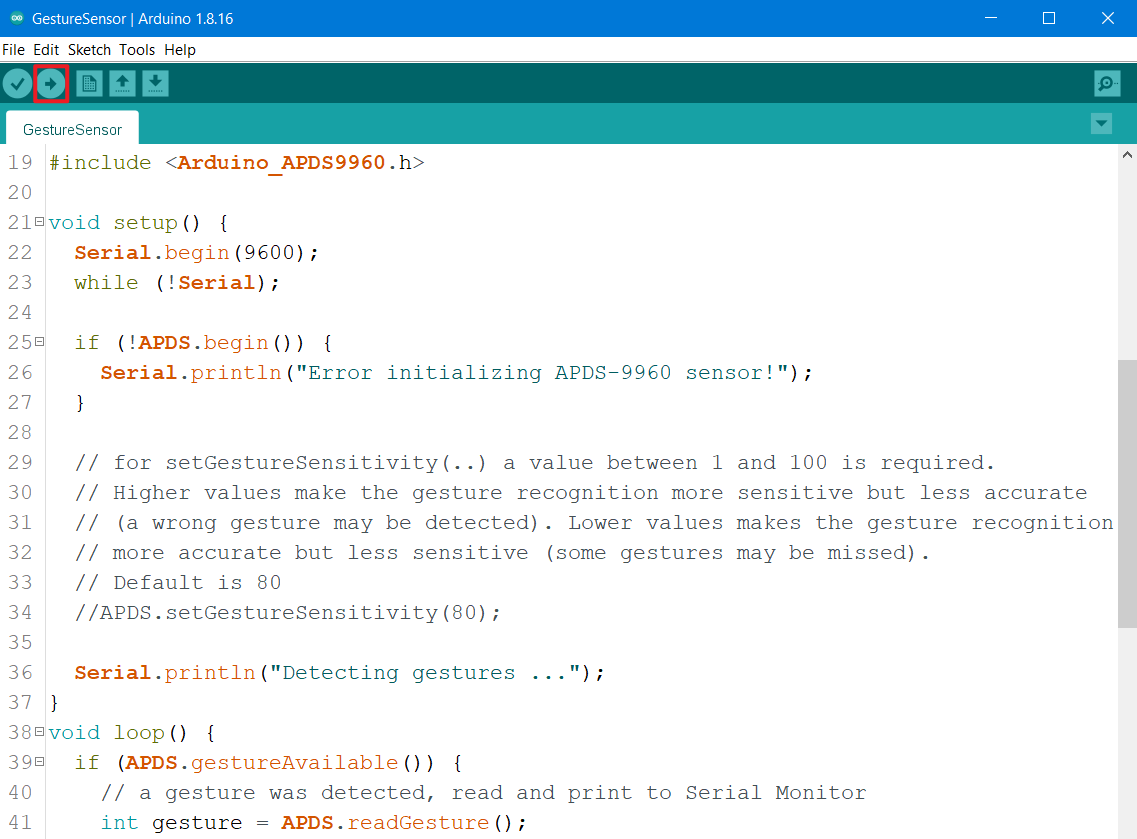 GestureSensor | Arduino 1.8.16
File Edit Sketch Tools Help
GestureSensor
19 #include <Arduino_APDS9960.h>
20
21 void setup() {
22   Serial.begin(9600);
23   while (!Serial);
24
25   if (!APDS.begin()) {
26     Serial.println("Error initializing APDS-9960 sensor!");
27   }
28
29   // for setGestureSensitivity(..) a value between 1 and 100 is required.
30   // Higher values make the gesture recognition more sensitive but less accurate
31   // (a wrong gesture may be detected). Lower values makes the gesture recognition
32   // more accurate but less sensitive (some gestures may be missed).
33   // Default is 80
34   //APDS.setGestureSensitivity(80);
35
36   Serial.println("Detecting gestures ...");
37 }
38 void loop() {
39   if (APDS.gestureAvailable()) {
40     // a gesture was detected, read and print to Serial Monitor
41     int gesture = APDS.readGesture();